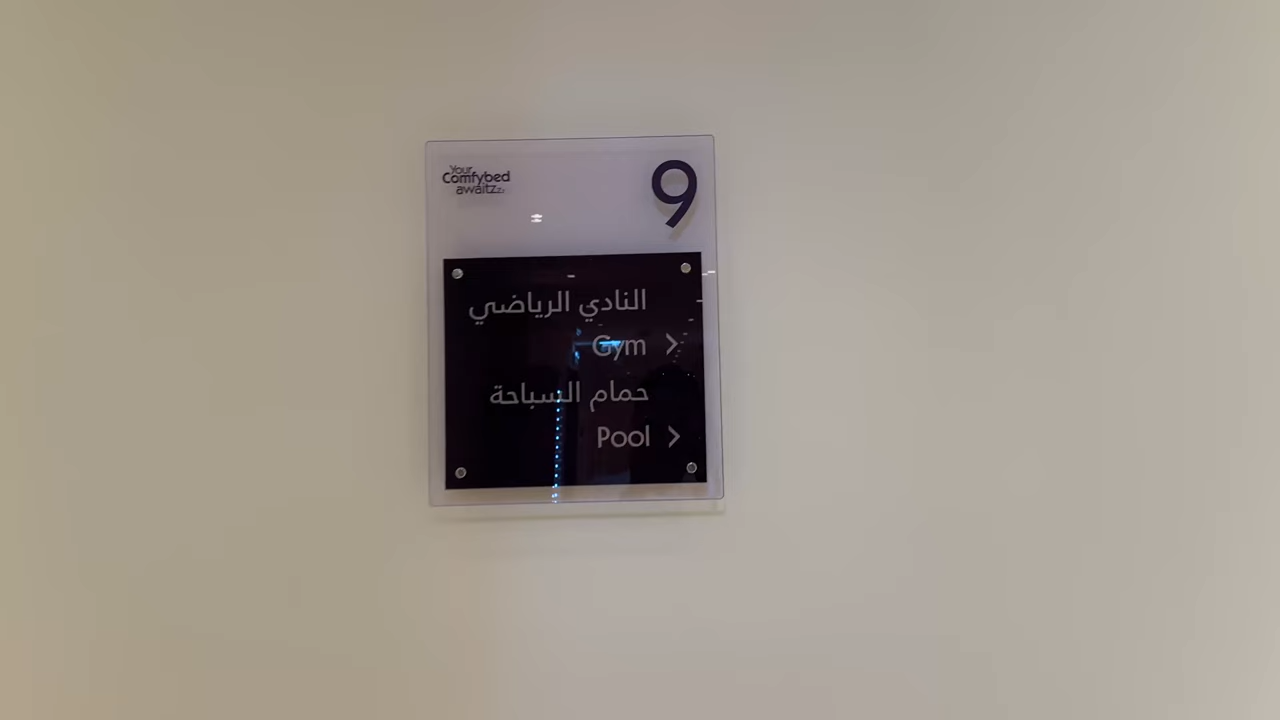 Your
Comfybed
awaitz
9
النادي الرياضي
Gym >
حمام السباحة
Pool >